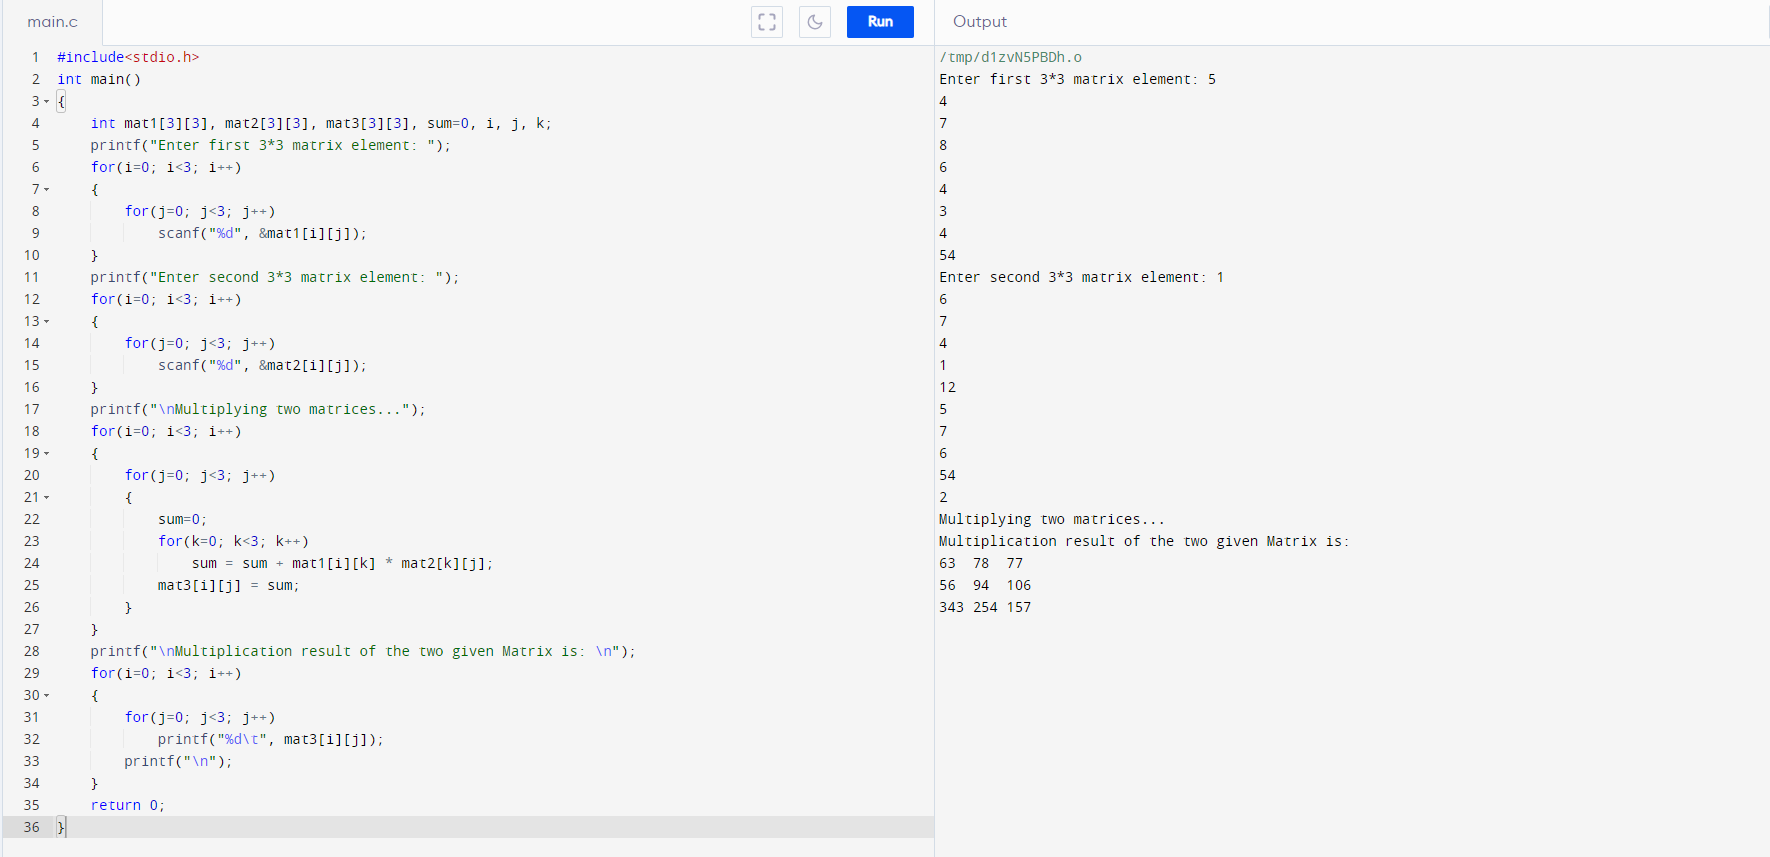 main.c
Run
Output
1 #include<stdio.h>
2 int main()
3 {
4 int mat1[3][3], mat2[3][3], mat3[3][3], sum=0, i, j, k;
5 printf("Enter first 3*3 matrix element: ");
6 for(i=0; i<3; i++)
7 {
8 for(j=0; j<3; j++)
9 scanf("%d", &mat1[i][j]);
10 }
11 printf("Enter second 3*3 matrix element: ");
12 for(i=0; i<3; i++)
13 {
14 for(j=0; j<3; j++)
15 scanf("%d", &mat2[i][j]);
16 }
17 printf("\nMultiplying two matrices...");
18 for(i=0; i<3; i++)
19 {
20 for(j=0; j<3; j++)
21 {
22 sum=0;
23 for(k=0; k<3; k++)
24 sum = sum + mat1[i][k] * mat2[k][j];
25 mat3[i][j] = sum;
26 }
27 }
28 printf("\nMultiplication result of the two given Matrix is: \n");
29 for(i=0; i<3; i++)
30 {
31 for(j=0; j<3; j++)
32 printf("%d\t", mat3[i][j]);
33 printf("\n");
34 }
35 return 0;
36 }
/tmp/d1zvN5PBDh.o
Enter first 3*3 matrix element: 5
4
7
8
6
4
3
4
54
Enter second 3*3 matrix element: 1
6
7
4
1
12
5
7
6
54
2
Multiplying two matrices...
Multiplication result of the two given Matrix is:
63 78 77
56 94 106
343 254 157